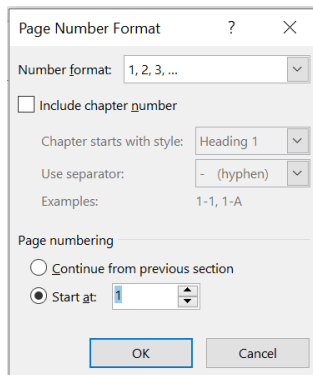 Page Number Format ?
Number format: 1, 2, 3, ...
Include chapter number
Chapter starts with style: Heading 1
Use separator: - (hyphen)
Examples: 1-1, 1-A
Page numbering
Continue from previous section
Start at: 1
OK Cancel